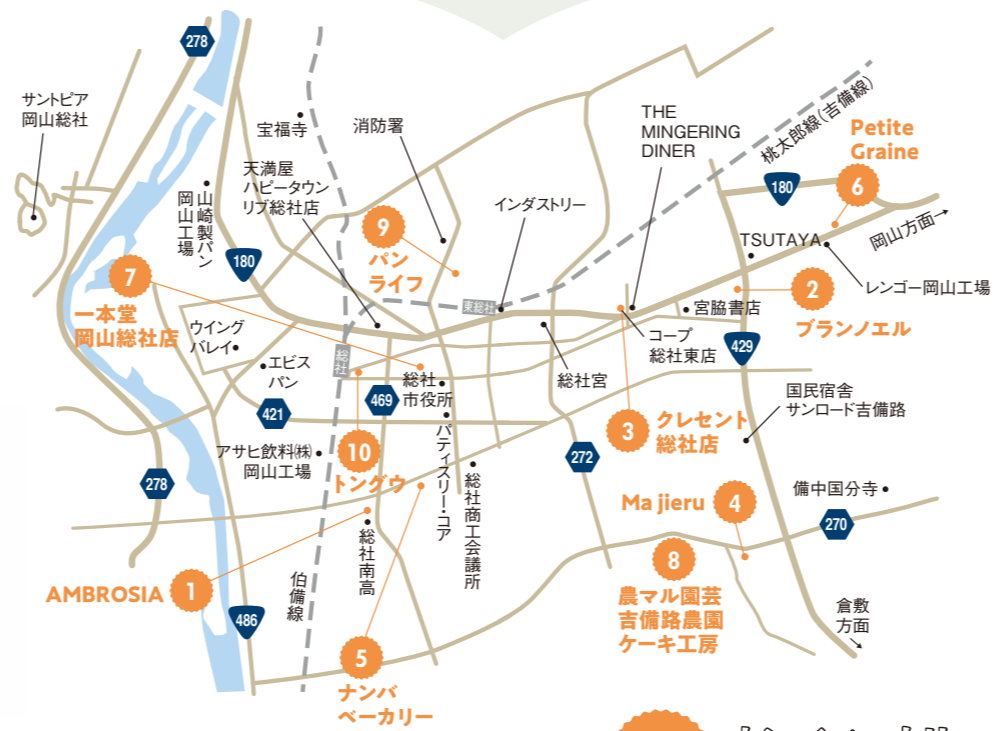 278
サントピア
岡山総社
宝福寺
消防署
THE
MINGERING
DINER
桃太郎線(吉備線)
Petite
Graine
6
180
岡山方面→
天満屋
ハピータウン
リブ総社店
山崎製パン
岡山工場
インダストリー
9
パン
ライフ
180
TSUTAYA
レンゴー岡山工場
7
一本堂
岡山総社店
2
ブランノエル
東総社
宮脇書店
コープ
総社東店
ウイング
バレイ
エビス
パン
総社
総社
市役所
総社宮
429
469
421
国民宿舎
サンロード吉備路
3
クレセント
総社店
アサヒ飲料㈱
岡山工場
10
トングウ
パティスリー・コア
総社商工会議所
272
278
Ma jieru
4
備中国分寺
270
総社南高
AMBROSIA
1
8
農マル園芸
吉備路農園
ケーキ工房
伯備線
486
倉敷
方面
→
5
ナンバ
ベーカリー